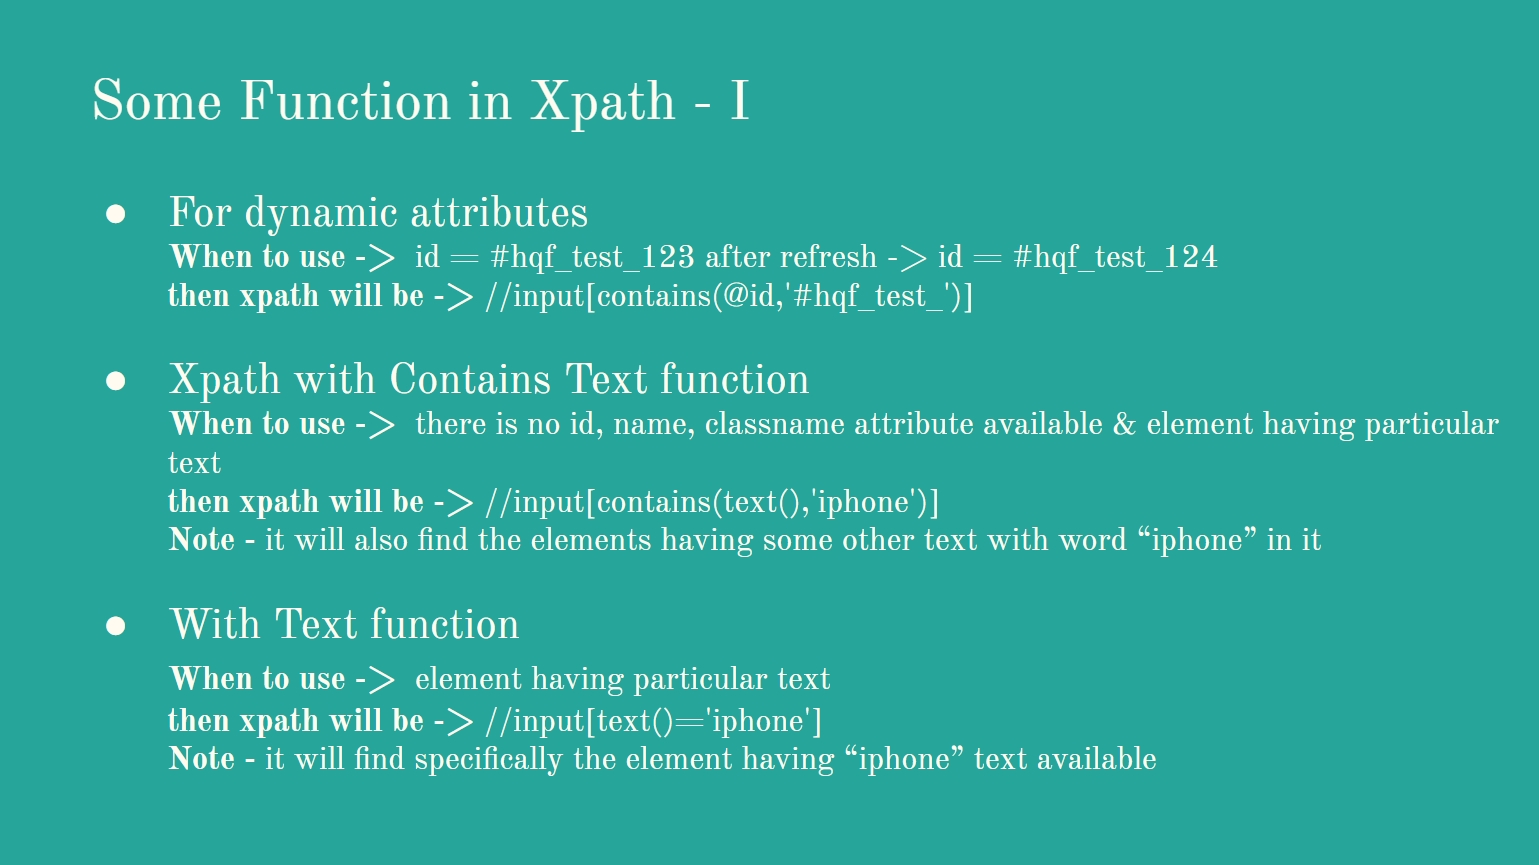 Some Function in Xpath - I
● For dynamic attributes
When to use -> id = #hqf_test_123 after refresh -> id = #hqf_test_124
then xpath will be -> //input[contains(@id,'#hqf_test_')]
● Xpath with Contains Text function
When to use -> there is no id, name, classname attribute available & element having particular
text
then xpath will be -> //input[contains(text(),'iphone')]
Note - it will also find the elements having some other text with word “iphone” in it
● With Text function
When to use -> element having particular text
then xpath will be -> //input[text()='iphone']
Note - it will find specifically the element having “iphone” text available